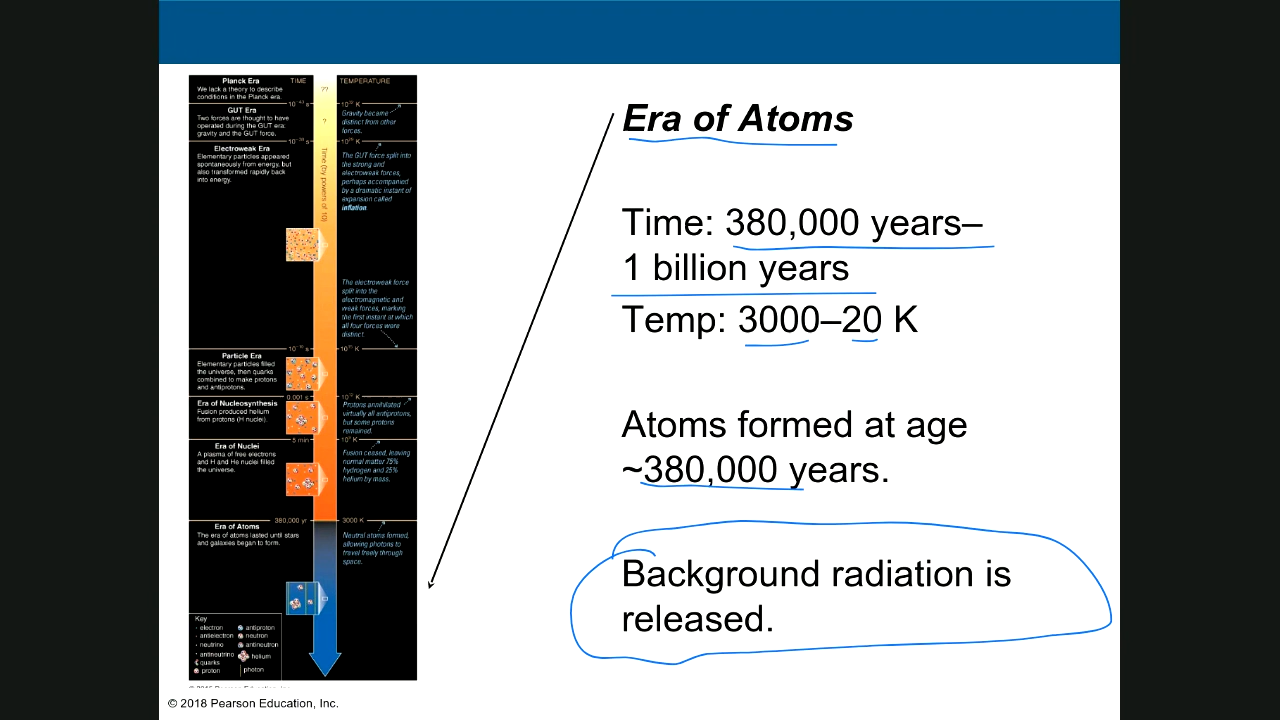 Planck Era
We lack a theory to describe
conditions in the Planck era.
TIME
??
TEMPERATURE
GUT Era
Two forces are thought to have
operated during the GUT era:
gravity and the GUT force.
?
Gravity became
distinct from other
forces.
Electroweak Era
Elementary particles appeared
spontaneously from energy, but
also transformed rapidly back
into energy.
Time (by powers of 10)
The GUT force split into
the strong and
electroweak forces,
perhaps accompanied
by a dramatic instant of
expansion called
inflation
The electroweak force
split into the
electromagnetic and
weak forces, marking
the first instant at which
all four forces were
distinct.
Particle Era
Elementary particles filled
the universe, then quarks
combined to make protons
and antiprotons.
0.001 s
Era of Nucleosynthesis
Fusion produced helium
from protons (H nuclei)
Protons annihilated
virtually all antiprotons,
but some protons
remained.
5 min
Era of Nuclei
A plasma of free electrons
and H and He nuclei filled
the universe.
Fusion ceased, leaving
normal matter 75%
hydrogen and 25%
helium by mass.
380,000 yr
3000 K
Era of Atoms
The era of atoms lasted until stars
and galaxies began to form.
Neutral atoms formed,
allowing photons to
travel freely through
space.
Key
electron
antielectron
neutrino
antineutrino
quarks
proton
antiproton
neutron
antineutron
helium
photon
Era of Atoms
Time: 380,000 years–
1 billion years
Temp: 3000–20 K
Atoms formed at age
~380,000 years.
Background radiation is
released.
© 2018 Pearson Education, Inc.